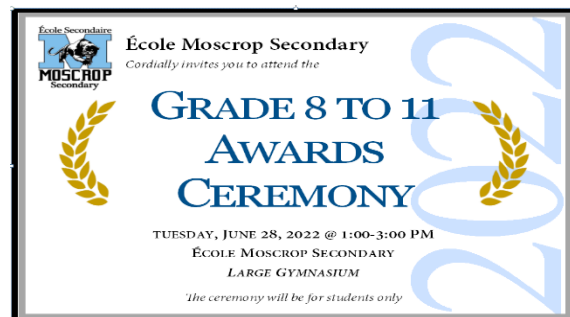 École Secondaire
M
MOSCROP
Secondary
École Moscrop Secondary
Cordially invites you to attend the
GRADE 8 TO 11
AWARDS
CEREMONY
TUESDAY, JUNE 28, 2022 @ 1:00-3:00 PM
ÉCOLE MOSCROP SECONDARY
LARGE GYMNASIUM
The ceremony will be for students only
2022